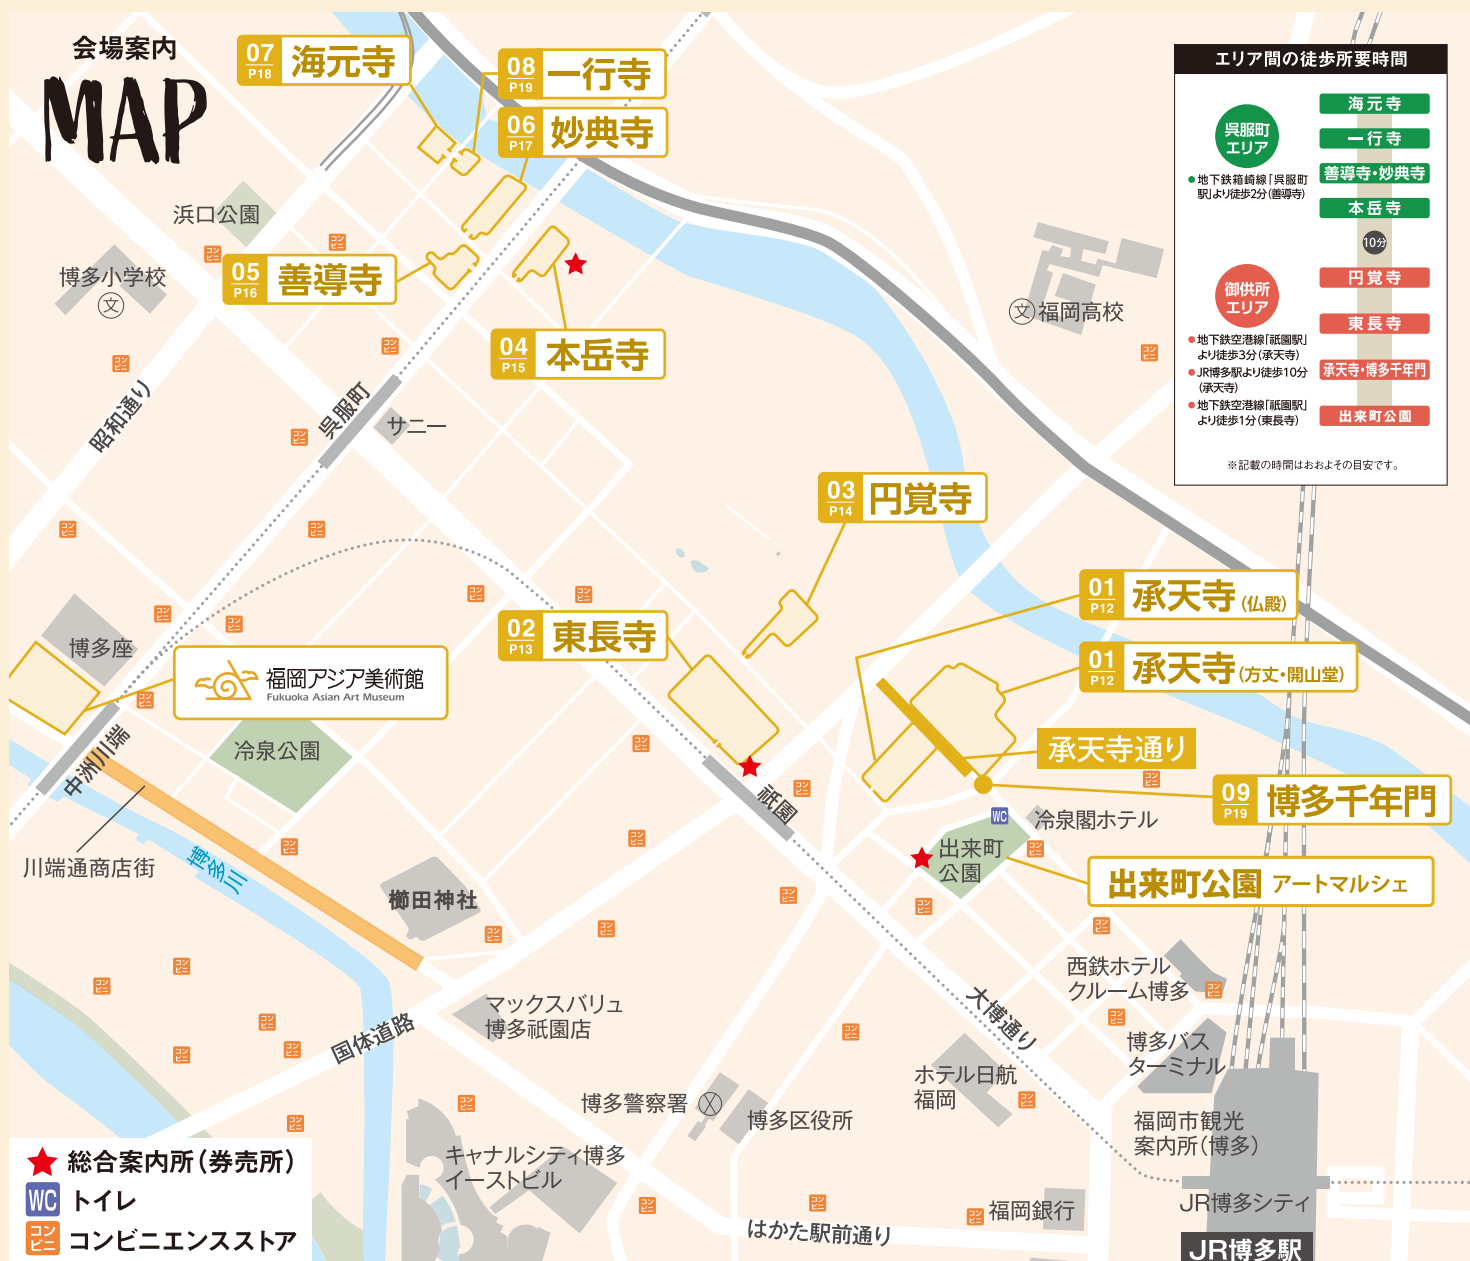 会場案内
MAP
07
P18
海元寺
08
P19
一行寺
06
P17
妙典寺
浜口公園
博多小学校
文
05
P16
善導寺
04
P15
本岳寺
文
福岡高校
昭和通り
呉服町
サニー
03
P14
円覚寺
01
P12
承天寺(仏殿)
02
P13
東長寺
01
P12
承天寺(方丈・開山堂)
博多座
福岡アジア美術館
Fukuoka Asian Art Museum
承天寺通り
冷泉公園
中洲川端
祇園
09
P19
博多千年門
WC
冷泉閣ホテル
出来町
公園
出来町公園 アートマルシェ
川端通商店街
博多川
櫛田神社
西鉄ホテル
クルーム博多
マックスバリュ
博多祇園店
国体道路
大博通り
博多バス
ターミナル
ホテル日航
福岡
博多警察署
博多区役所
福岡市観光
案内所(博多)
キャナルシティ博多
イーストビル
はかた駅前通り
福岡銀行
JR博多シティ
JR博多駅
エリア間の徒歩所要時間
呉服町
エリア
●地下鉄箱崎線「呉服町
駅」より徒歩2分(善導寺)
海元寺
一行寺
善導寺・妙典寺
本岳寺
10分
御供所
エリア
●地下鉄空港線「祇園駅」
より徒歩3分(承天寺)
●JR博多駅より徒歩10分
(承天寺)
●地下鉄空港線「祇園駅」
より徒歩1分(東長寺)
円覚寺
東長寺
承天寺・博多千年門
出来町公園
※記載の時間はおおよその目安です。
総合案内所(券売所)
WC トイレ
コンビニ コンビニエンスストア